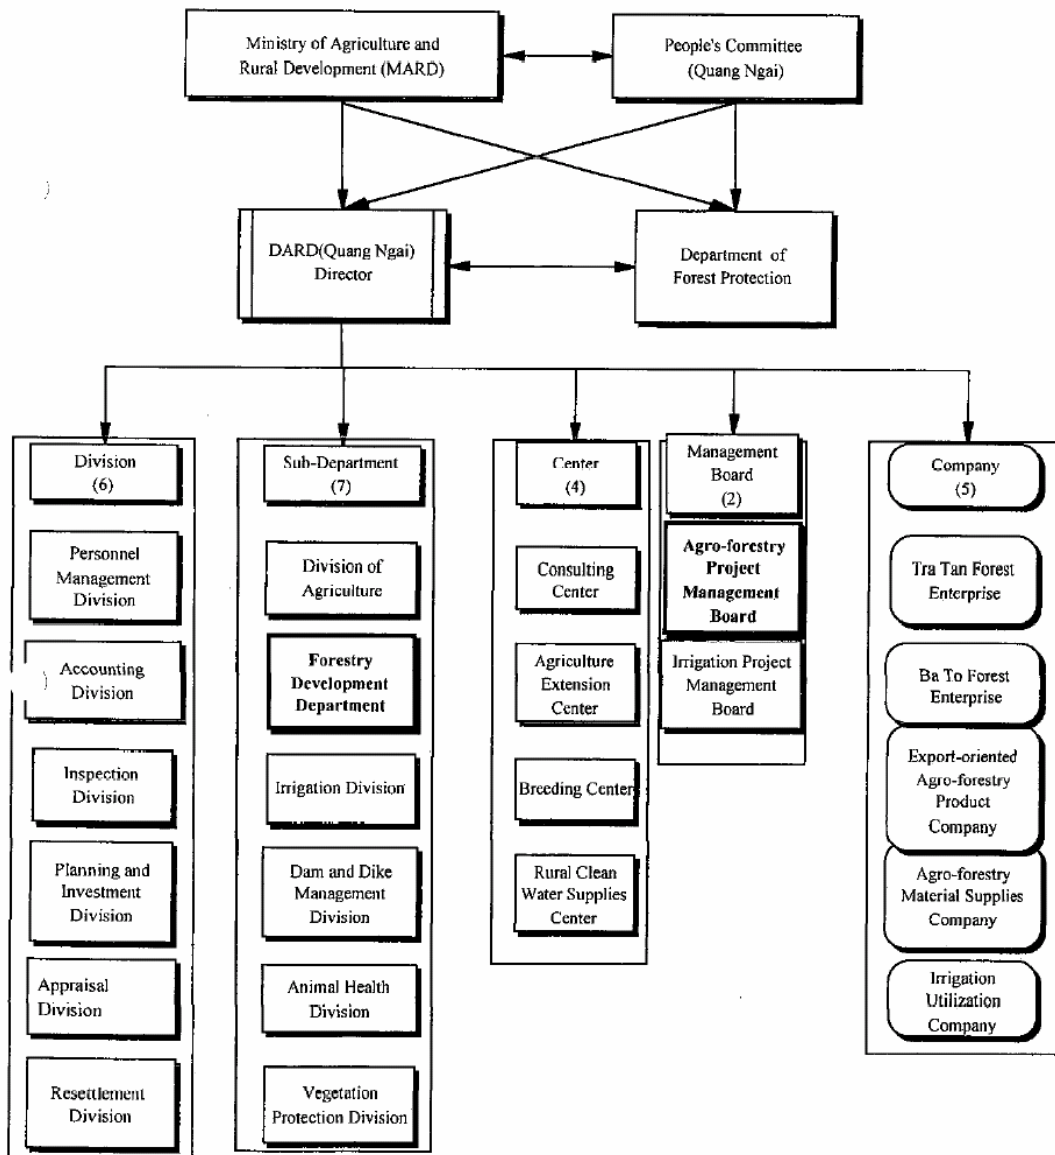 Ministry of Agriculture and
Rural Development (MARD)
People's Committee
(Quang Ngai)
DARD(Quang Ngai)
Director
Department of
Forest Protection
Division
(6)
Personnel
Management
Division
Accounting
Division
Inspection
Division
Planning and
Investment
Division
Appraisal
Division
Resettlement
Division
Sub-Department
(7)
Division of
Agriculture
Forestry
Development
Department
Irrigation Division
Dam and Dike
Management
Division
Animal Health
Division
Vegetation
Protection Division
Center
(4)
Consulting
Center
Agriculture
Extension
Center
Breeding Center
Rural Clean
Water Supplies
Center
Management
Board
(2)
Agro-forestry
Project
Management
Board
Irrigation Project
Management
Board
Company
(5)
Tra Tan Forest
Enterprise
Ba To Forest
Enterprise
Export-oriented
Agro-forestry
Product
Company
Agro-forestry
Material Supplies
Company
Irrigation
Utilization
Company